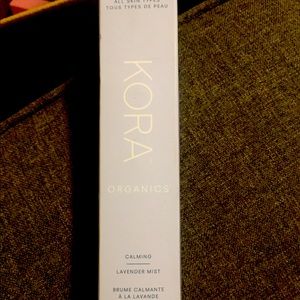 ALL SKIN TYPES
TOUS TYPES DE PEAU
KORA
ORGANICS
CALMING
LAVENDER MIST
BRUME CALMANTE
À LA LAVANDE